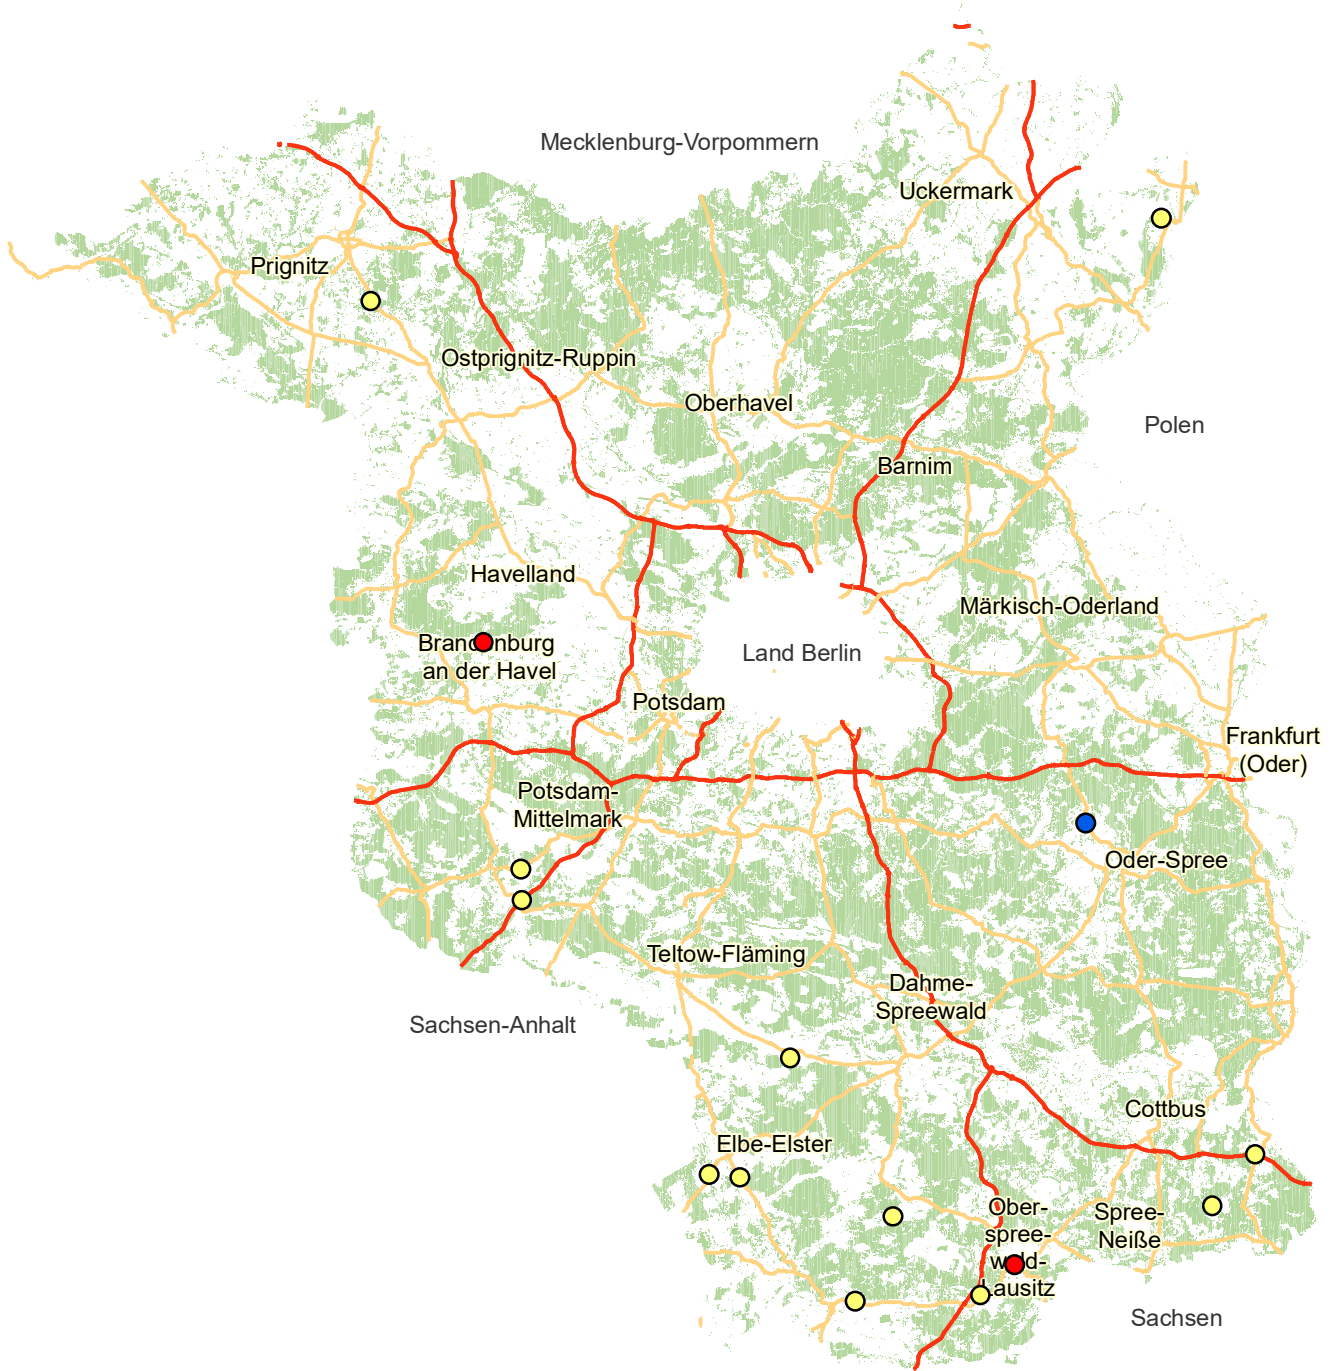 Mecklenburg-Vorpommern
Uckermark
Prignitz
Ostprignitz-Ruppin
Oberhavel
Polen
Barnim
Havelland
Märkisch-Oderland
Brandenburg
an der Havel
Land Berlin
Potsdam
Frankfurt
(Oder)
Potsdam-
Mittelmark
Oder-Spree
Teltow-Fläming
Dahme-
Spreewald
Sachsen-Anhalt
Cottbus
Elbe-Elster
Ober-
spree-
wald-
Lausitz
Spree-
Neiße
Sachsen